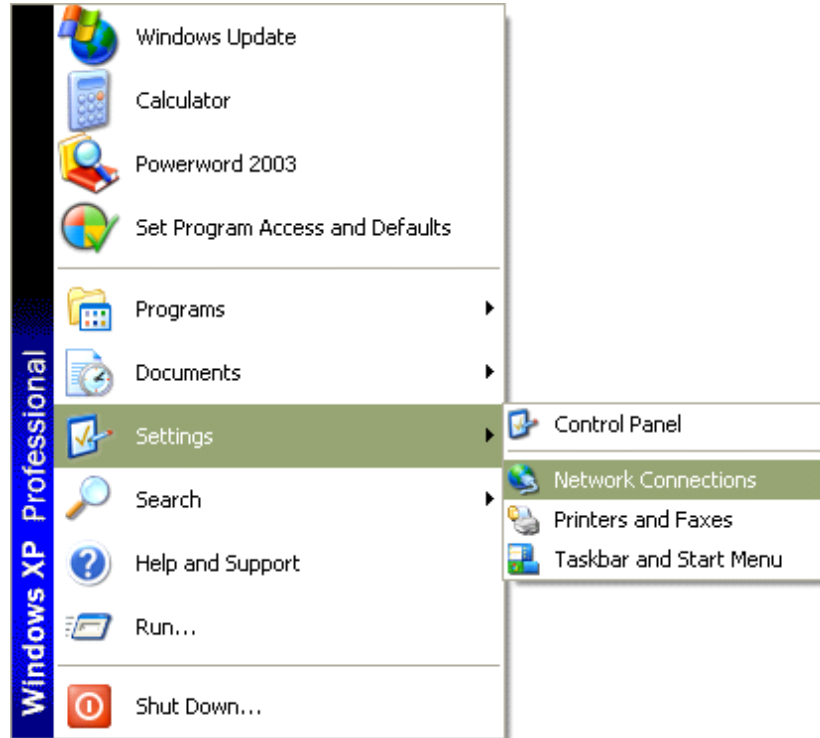 Windows Update
Calculator
Powerword 2003
Set Program Access and Defaults
Programs
Documents
Settings
Search
Help and Support
Run...
Shut Down...
Control Panel
Network Connections
Printers and Faxes
Taskbar and Start Menu
Windows XP Professional